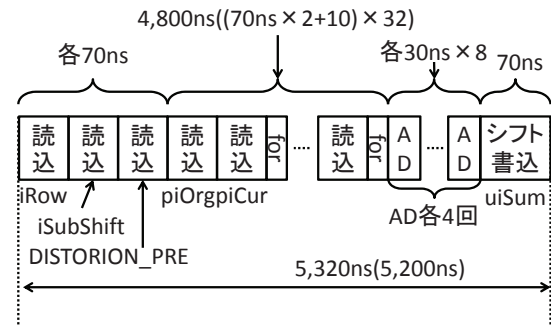 4,800ns((70ns×2+10)×32)
各70ns
各30ns×8
70ns
読込
読込
読込
読込
読込
for
....
読込
for
AD
....
AD
シフト書込
iRow
piOrgpiCur
uiSum
iSubShift
AD各4回
DISTORION_PRE
5,320ns(5,200ns)